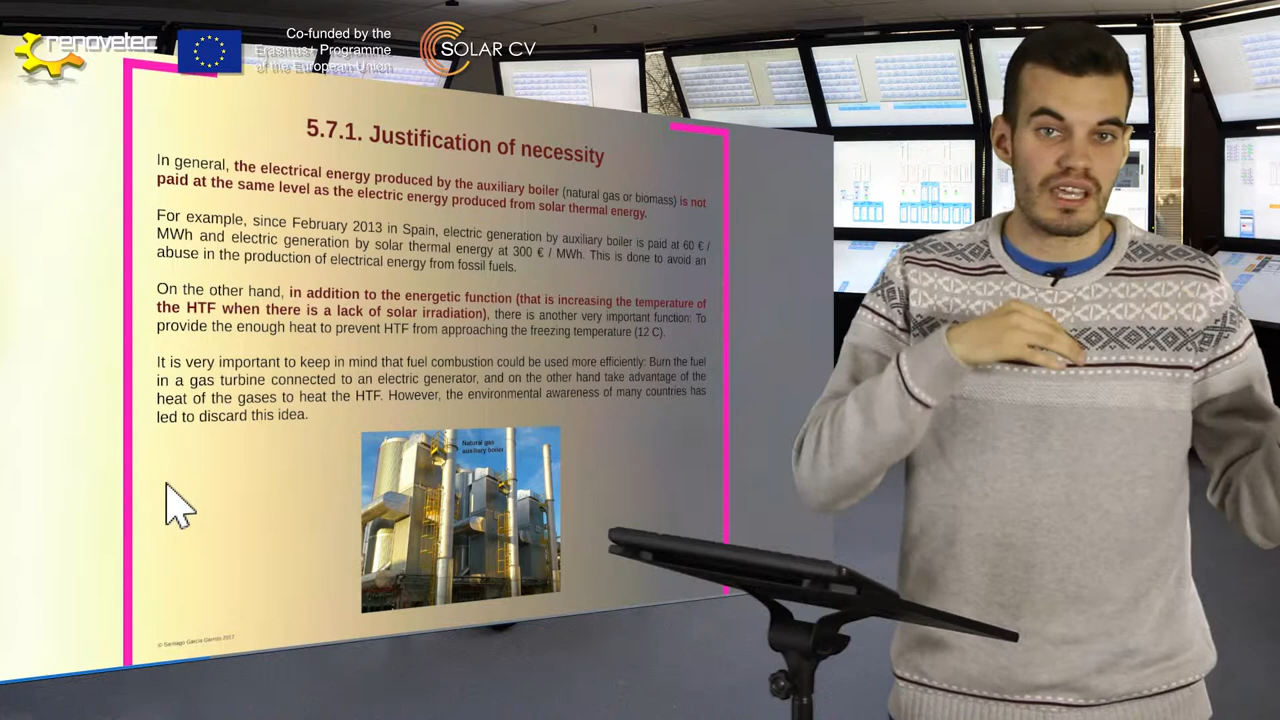 renovetec
Co-funded by the
Erasmus+ Programme
of the European Union
SOLAR CV
5.7.1. Justification of necessity
In general, the electrical energy produced by the auxiliary boiler (natural gas or biomass) is not
paid at the same level as the electric energy produced from solar thermal energy.
For example, since February 2013 in Spain, electric generation by auxiliary boiler is paid at 60 € /
MWh and electric generation by solar thermal energy at 300 € / MWh. This is done to avoid an
abuse in the production of electrical energy from fossil fuels.
On the other hand, in addition to the energetic function (that is increasing the temperature of
the HTF when there is a lack of solar irradiation), there is another very important function: To
provide the enough heat to prevent HTF from approaching the freezing temperature (12 C).
It is very important to keep in mind that fuel combustion could be used more efficiently: Burn the fuel
in a gas turbine connected to an electric generator, and on the other hand take advantage of the
heat of the gases to heat the HTF. However, the environmental awareness of many countries has
led to discard this idea.
Natural gas
auxiliary boiler
© Santiago García Garrido 2017